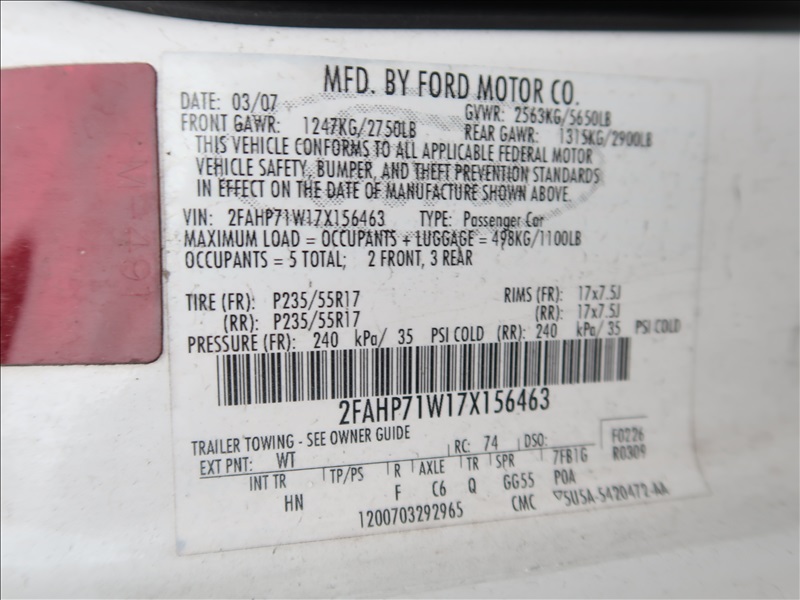 MFD. BY FORD MOTOR CO.
DATE: 03/07 GVWR: 2563KG/5650LB
FRONT GAWR: 1247KG/2750LB REAR GAWR: 1315KG/2900LB
THIS VEHICLE CONFORMS TO ALL APPLICABLE FEDERAL MOTOR
VEHICLE SAFETY, BUMPER, AND THEFT PREVENTION STANDARDS
IN EFFECT ON THE DATE OF MANUFACTURE SHOWN ABOVE.
VIN: 2FAHP71W17X156463 TYPE: Passenger Car
MAXIMUM LOAD = OCCUPANTS + LUGGAGE = 498KG/1100LB
OCCUPANTS = 5 TOTAL; 2 FRONT, 3 REAR
TIRE (FR): P235/55R17 RIMS (FR): 17x7.5J
(RR): P235/55R17 (RR): 17x7.5J
PRESSURE (FR): 240 kPa/ 35 PSI COLD (RR): 240 kPa/ 35 PSI COLD
2FAHP71W17X156463
TRAILER TOWING - SEE OWNER GUIDE
EXT PNT: WT RC: 74 DSO: F0226
INT TR TP/PS R AXLE TR SPR 7FB1G R0309
HN F C6 Q GG55 POA
1200703292965 CMC 5U5A-5420472-AA